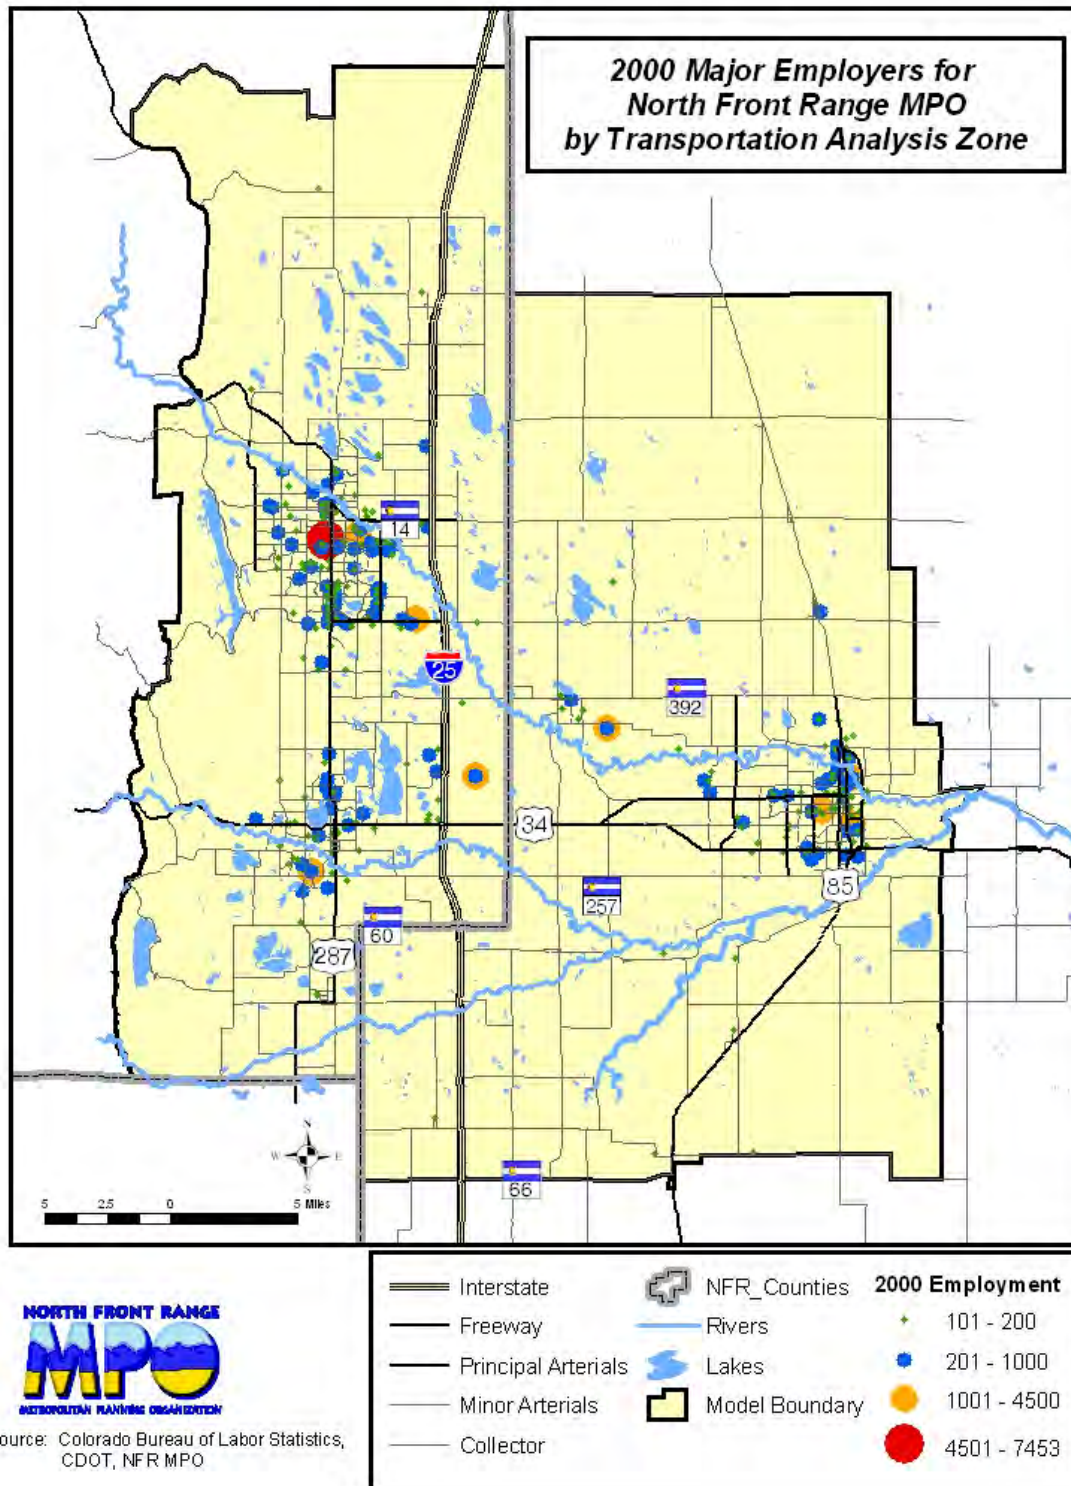 2000 Major Employers for
North Front Range MPO
by Transportation Analysis Zone
14
25
392
34
85
257
60
287
66
N
W E
S
5 2.5 0 5 Miles
NORTH FRONT RANGE
MPO
METROPOLITAN PLANNING ORGANIZATION
ource: Colorado Bureau of Labor Statistics,
CDOT, NFR MPO
Interstate
Freeway
Principal Arterials
Minor Arterials
Collector
NFR_Counties
Rivers
Lakes
Model Boundary
2000 Employment
101 - 200
201 - 1000
1001 - 4500
4501 - 7453